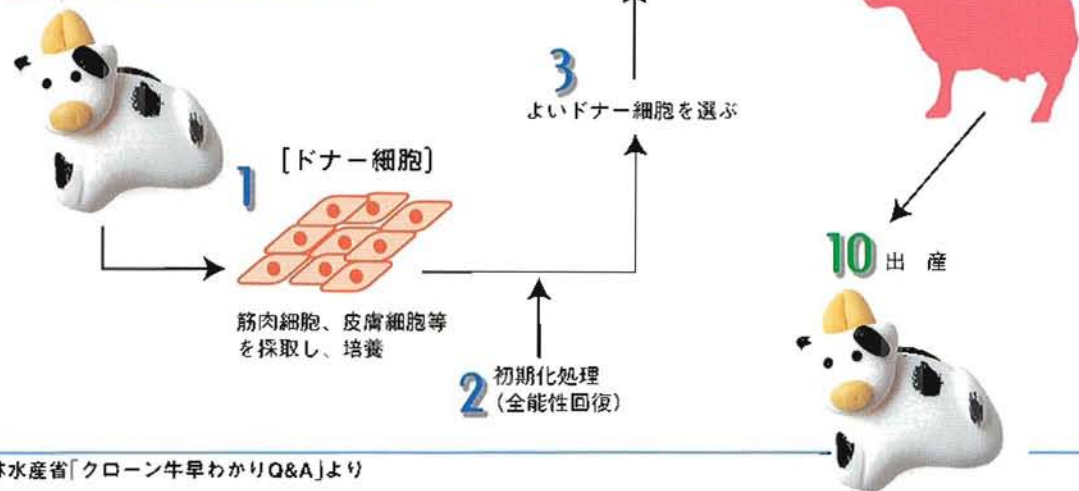 3
よいドナー細胞を選ぶ
1
[ドナー細胞]
筋肉細胞、皮膚細胞等
を採取し、培養
2
初期化処理
(全能性回復)
10 出 産
水産省「クローン牛早わかりQ&A」より